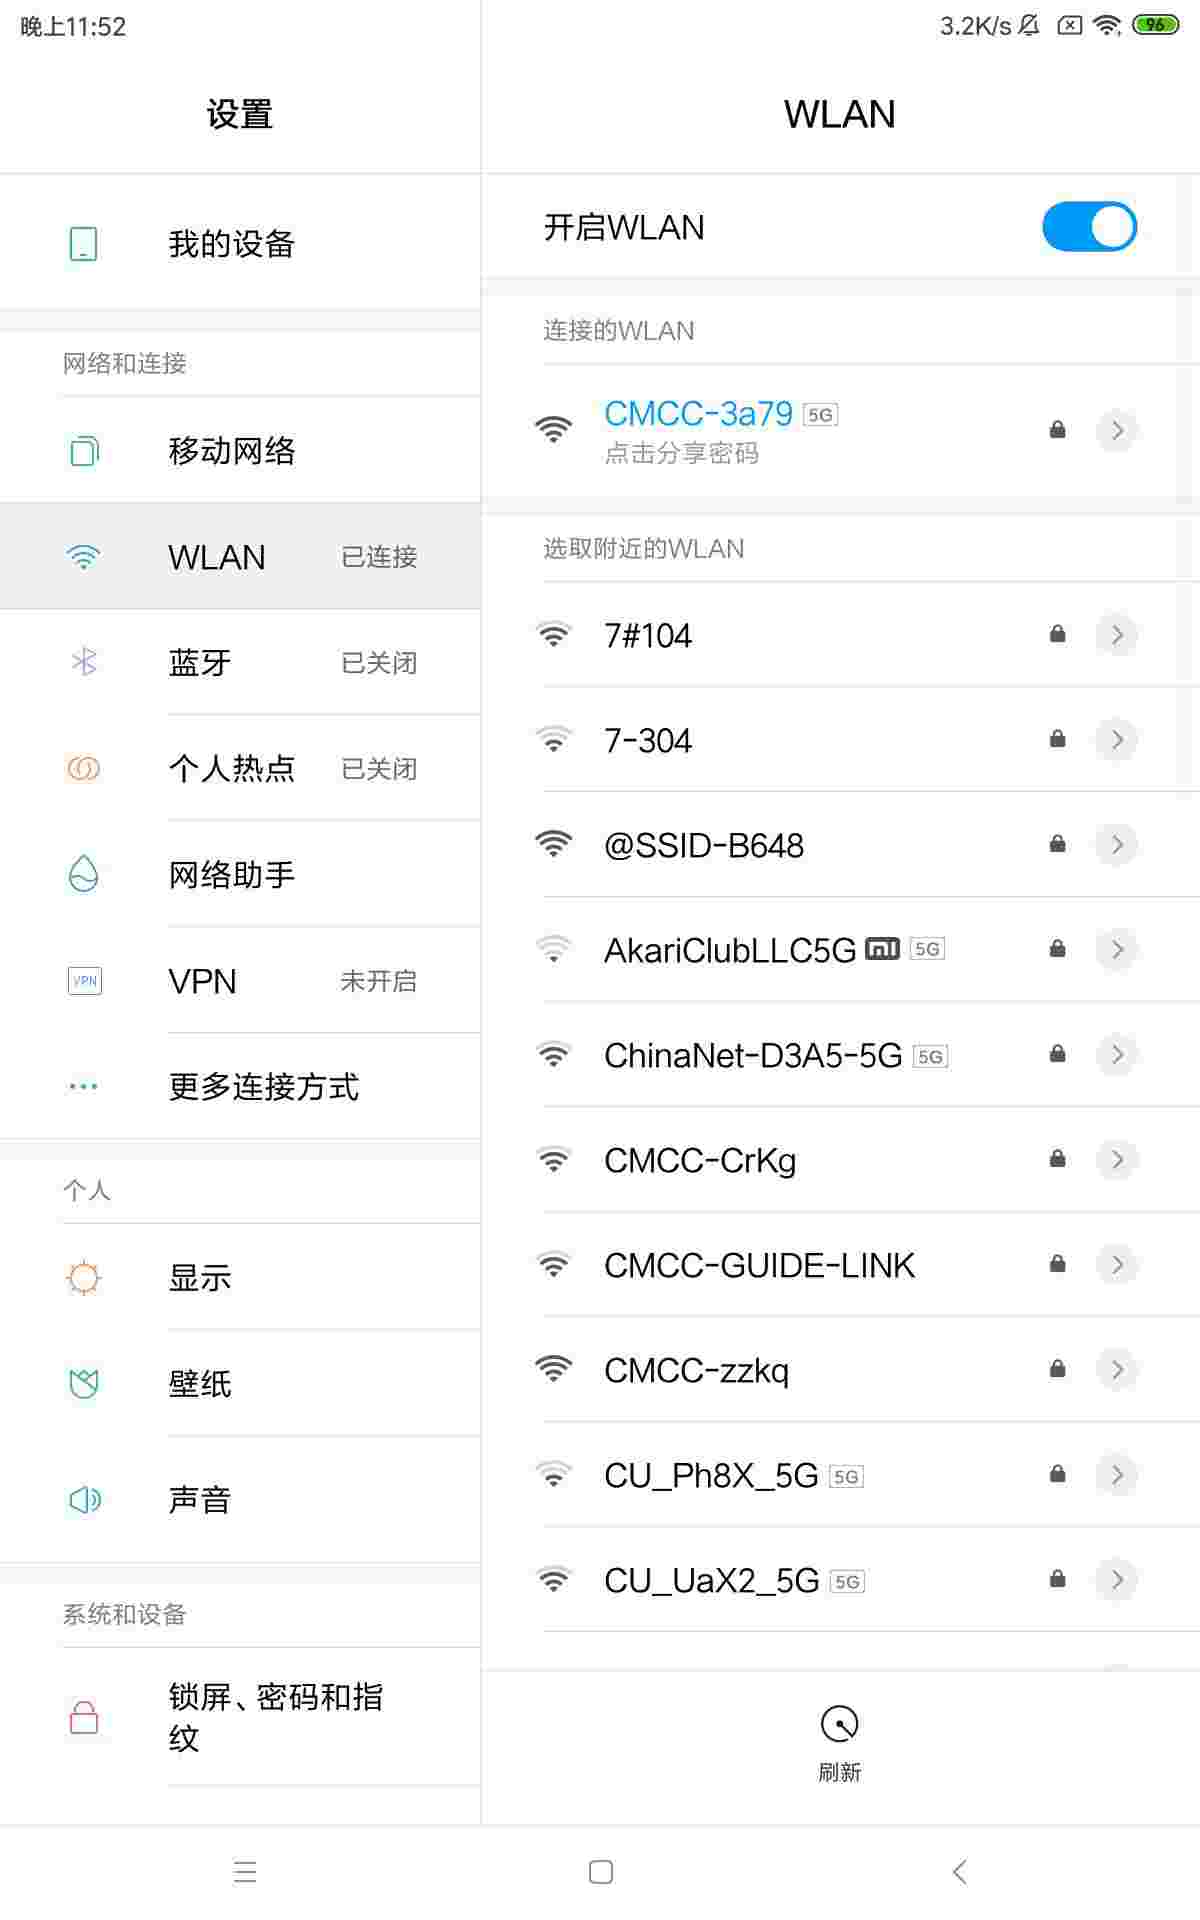 晚上11:52
3.2K/s
96
设置
我的设备
网络和连接
移动网络
WLAN 已连接
蓝牙 已关闭
个人热点 已关闭
网络助手
VPN VPN 未开启
更多连接方式
个人
显示
壁纸
声音
系统和设备
锁屏、密码和指
纹
WLAN
开启WLAN
连接的WLAN
CMCC-3a79 5G
点击分享密码
选取附近的WLAN
7#104
7-304
@SSID-B648
AkariClubLLC5G mi 5G
ChinaNet-D3A5-5G 5G
CMCC-CrKg
CMCC-GUIDE-LINK
CMCC-zzkq
CU_Ph8X_5G 5G
CU_UaX2_5G 5G
刷新